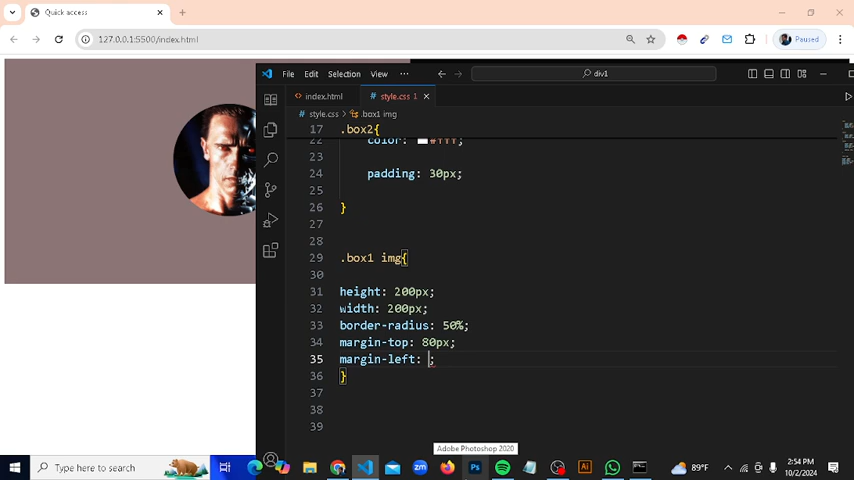 Quick access
127.0.0.1:5500/index.html
Paused
File Edit Selection View ···
div1
index.html
style.css 1
style.css > .box1 img
17 .box2{
22 color: #fff;
23
24 padding: 30px;
25
26 }
27
28
29 .box1 img{
30
31 height: 200px;
32 width: 200px;
33 border-radius: 50%;
34 margin-top: 80px;
35 margin-left: ;
36 }
37
38
39
Adobe Photoshop 2020
Type here to search
zm
Ps
Ai
89°F
2:54 PM
10/2/2024